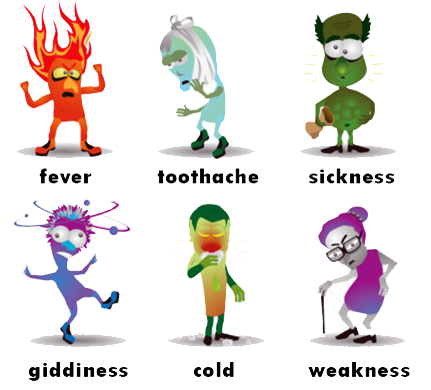 fever toothache sickness
giddiness cold weakness